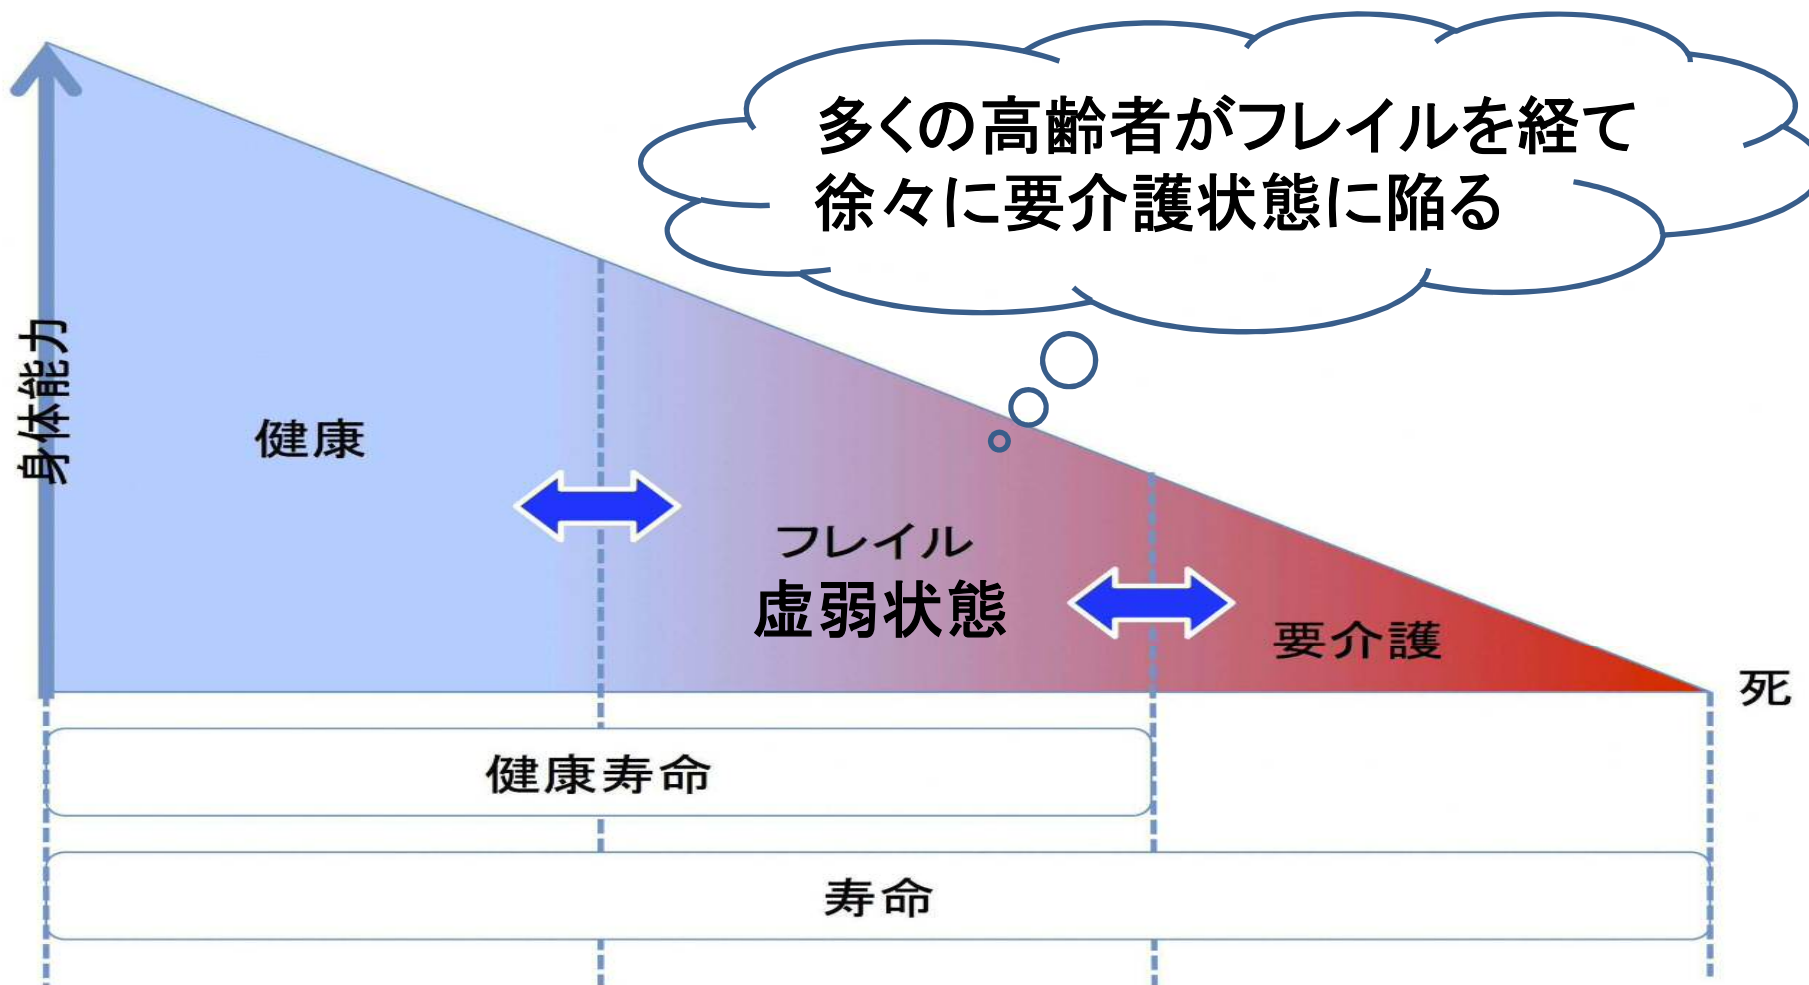 多くの高齢者がフレイルを経て
徐々に要介護状態に陥る
身体能力
健康
フレイル
虚弱状態
要介護
死
健康寿命
寿命